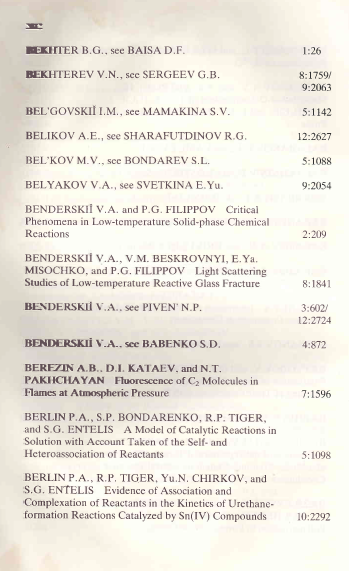 BEKHTER B.G., see BAISA D.F. 1:26
BEKHTEREV V.N., see SERGEEV G.B. 8:1759/
9:2063
BEL'GOVSKIĬ I.M., see MAMAKINA S.V. 5:1142
BELIKOV A.E., see SHARAFUTDINOV R.G. 12:2627
BEL'KOV M.V., see BONDAREV S.L. 5:1088
BELYAKOV V.A., see SVETKINA E.Yu. 9:2054
BENDERSKIĬ V.A. and P.G. FILIPPOV Critical
Phenomena in Low-temperature Solid-phase Chemical
Reactions 2:209
BENDERSKIĬ V.A., V.M. BESKROVNYI, E.Ya.
MISOCHKO, and P.G. FILIPPOV Light Scattering
Studies of Low-temperature Reactive Glass Fracture 8:1841
BENDERSKIĬ V.A., see PIVEN' N.P. 3:602/
12:2724
BENDERSKIĬ V.A., see BABENKO S.D. 4:872
BEREZIN A.B., D.I. KATAEV, and N.T.
PAKHCHAYAN Fluorescence of C₂ Molecules in
Flames at Atmospheric Pressure 7:1596
BERLIN P.A., S.P. BONDARENKO, R.P. TIGER,
and S.G. ENTELIS A Model of Catalytic Reactions in
Solution with Account Taken of the Self- and
Heteroassociation of Reactants 5:1098
BERLIN P.A., R.P. TIGER, Yu.N. CHIRKOV, and
S.G. ENTELIS Evidence of Association and
Complexation of Reactants in the Kinetics of Urethane-
formation Reactions Catalyzed by Sn(IV) Compounds 10:2292